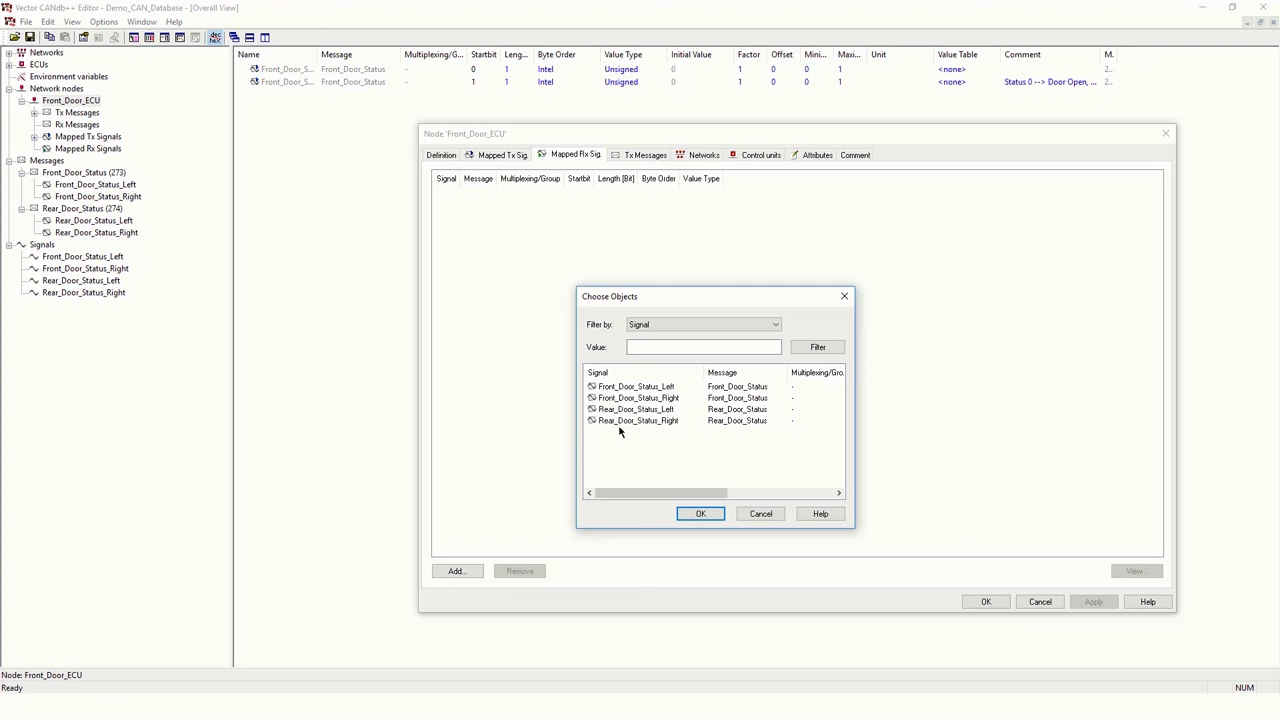 Vector CANdb++ Editor - Demo_CAN_Database - [Overall View]
File Edit View Options Window Help
dec
hex
Networks
ECUs
Environment variables
Network nodes
Front_Door_ECU
Tx Messages
Rx Messages
Mapped Tx Signals
Mapped Rx Signals
Messages
Front_Door_Status (273)
Front_Door_Status_Left
Front_Door_Status_Right
Rear_Door_Status (274)
Rear_Door_Status_Left
Rear_Door_Status_Right
Signals
Front_Door_Status_Left
Front_Door_Status_Right
Rear_Door_Status_Left
Rear_Door_Status_Right
Name Message Multiplexing/G... Startbit Leng... Byte Order Value Type Initial Value Factor Offset Mini... Maxi... Unit Value Table Comment M.
Front_Door_S... Front_Door_Status - 0 1 Intel Unsigned 0 1 0 0 1 <none> 2..
Front_Door_S... Front_Door_Status - 1 1 Intel Unsigned 0 1 0 0 1 <none> Status 0 --> Door Open, ... 2..
Node 'Front_Door_ECU'
Definition Mapped Tx Sig. Mapped Rx Sig. Tx Messages Networks Control units Attributes Comment
Signal Message Multiplexing/Group Startbit Length [Bit] Byte Order Value Type
Choose Objects
Filter by: Signal
Value: Filter
Signal Message Multiplexing/Gro
Front_Door_Status_Left Front_Door_Status -
Front_Door_Status_Right Front_Door_Status -
Rear_Door_Status_Left Rear_Door_Status -
Rear_Door_Status_Right Rear_Door_Status -
OK Cancel Help
Add... Remove View...
OK Cancel Apply Help
Node: Front_Door_ECU
Ready NUM